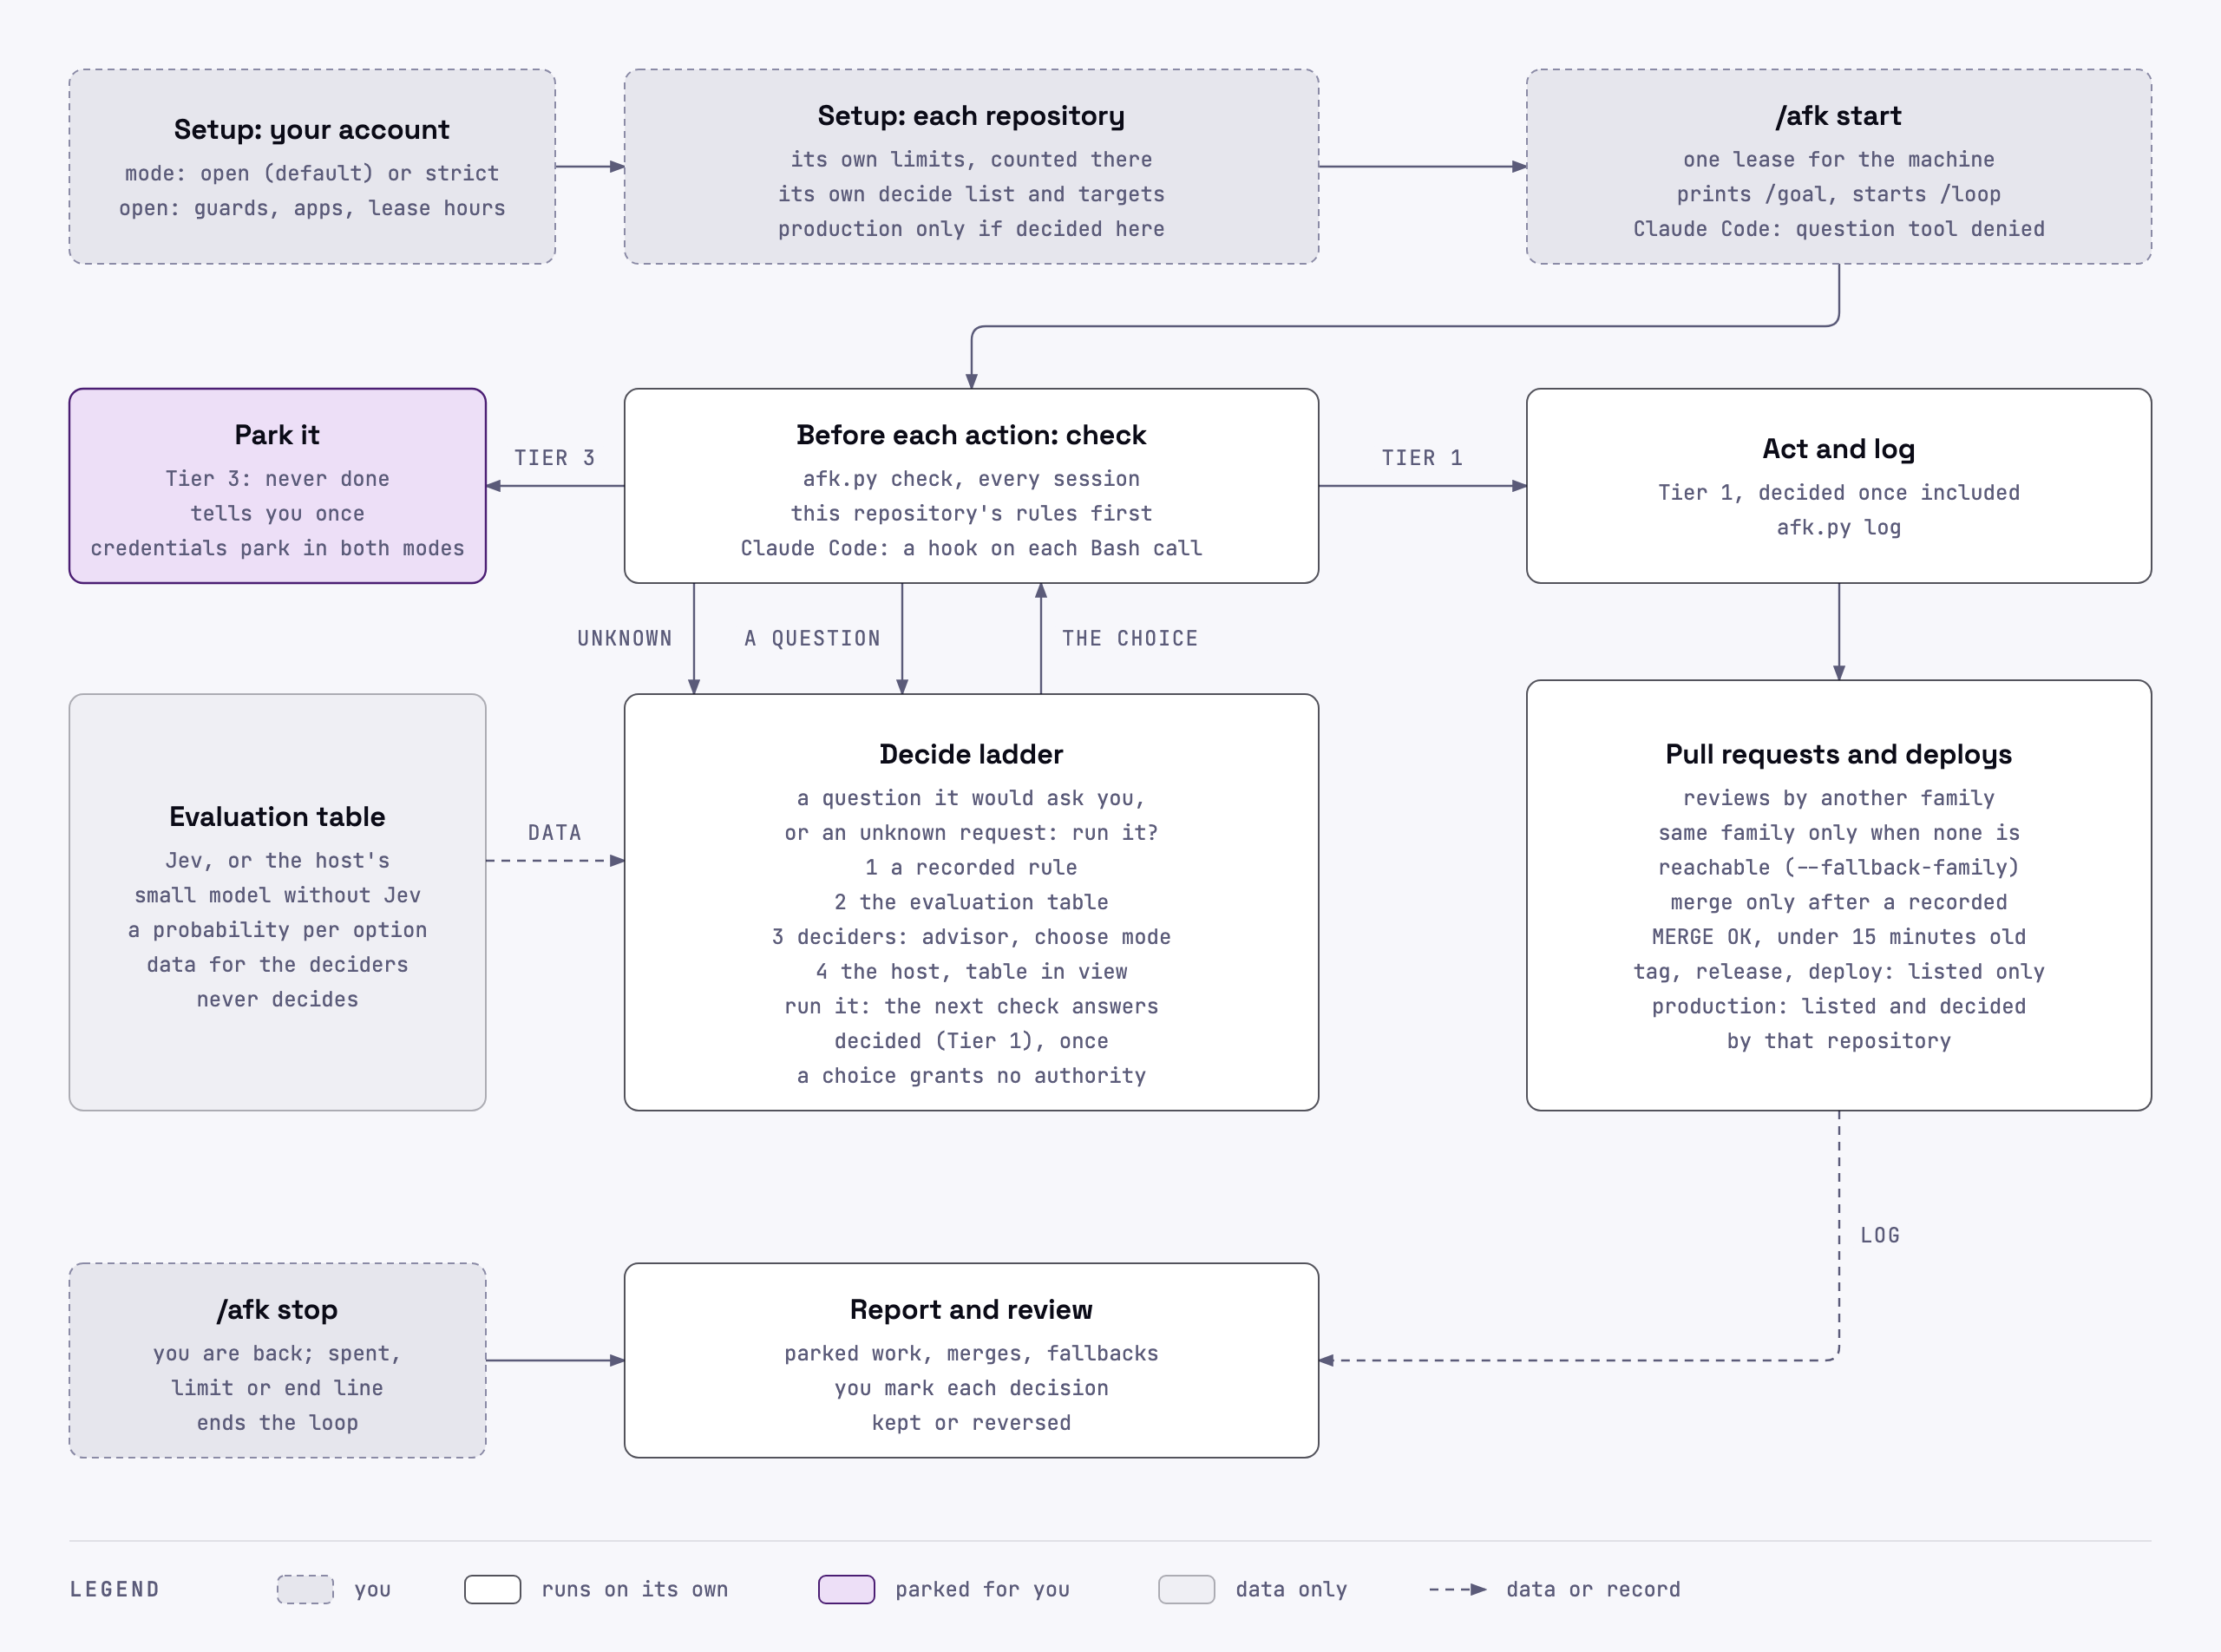 Setup: your account
mode: open (default) or strict
open: guards, apps, lease hours
Setup: each repository
its own limits, counted there
its own decide list and targets
production only if decided here
/afk start
one lease for the machine
prints /goal, starts /loop
Claude Code: question tool denied
Park it
Tier 3: never done
tells you once
credentials park in both modes
TIER 3
Before each action: check
afk.py check, every session
this repository's rules first
Claude Code: a hook on each Bash call
TIER 1
Act and log
Tier 1, decided once included
afk.py log
UNKNOWN
A QUESTION
THE CHOICE
Evaluation table
Jev, or the host's
small model without Jev
a probability per option
data for the deciders
never decides
DATA
Decide ladder
a question it would ask you,
or an unknown request: run it?
1 a recorded rule
2 the evaluation table
3 deciders: advisor, choose mode
4 the host, table in view
run it: the next check answers
decided (Tier 1), once
a choice grants no authority
Pull requests and deploys
reviews by another family
same family only when none is
reachable (--fallback-family)
merge only after a recorded
MERGE OK, under 15 minutes old
tag, release, deploy: listed only
production: listed and decided
by that repository
LOG
/afk stop
you are back; spent,
limit or end line
ends the loop
Report and review
parked work, merges, fallbacks
you mark each decision
kept or reversed
LEGEND
you
runs on its own
parked for you
data only
data or record